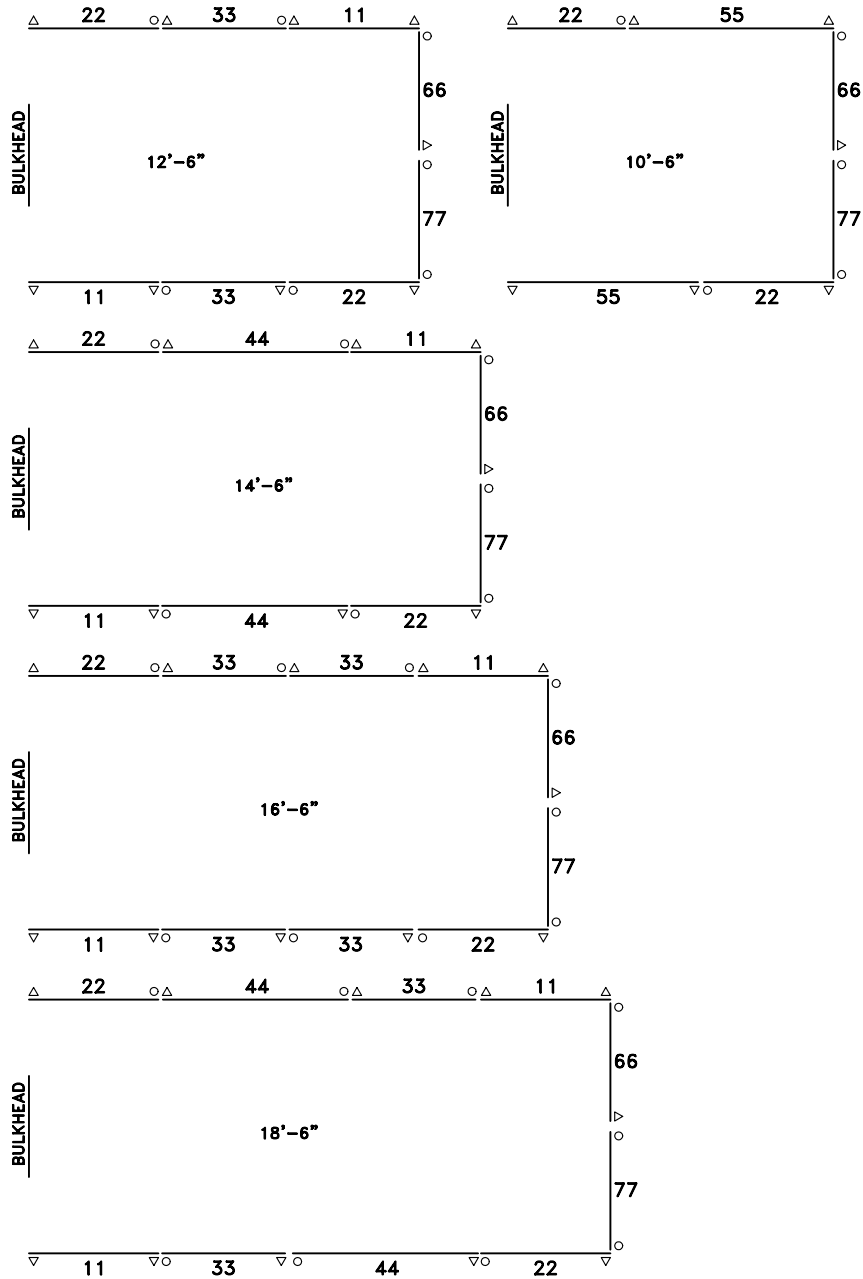 22 33 11
66
BULKHEAD
12'-6"
77
11 33 22
22 55
66
BULKHEAD
10'-6"
77
55 22
22 44 11
66
BULKHEAD
14'-6"
77
11 44 22
22 33 33 11
66
BULKHEAD
16'-6"
77
11 33 33 22
22 44 33 11
66
BULKHEAD
18'-6"
77
11 33 44 22